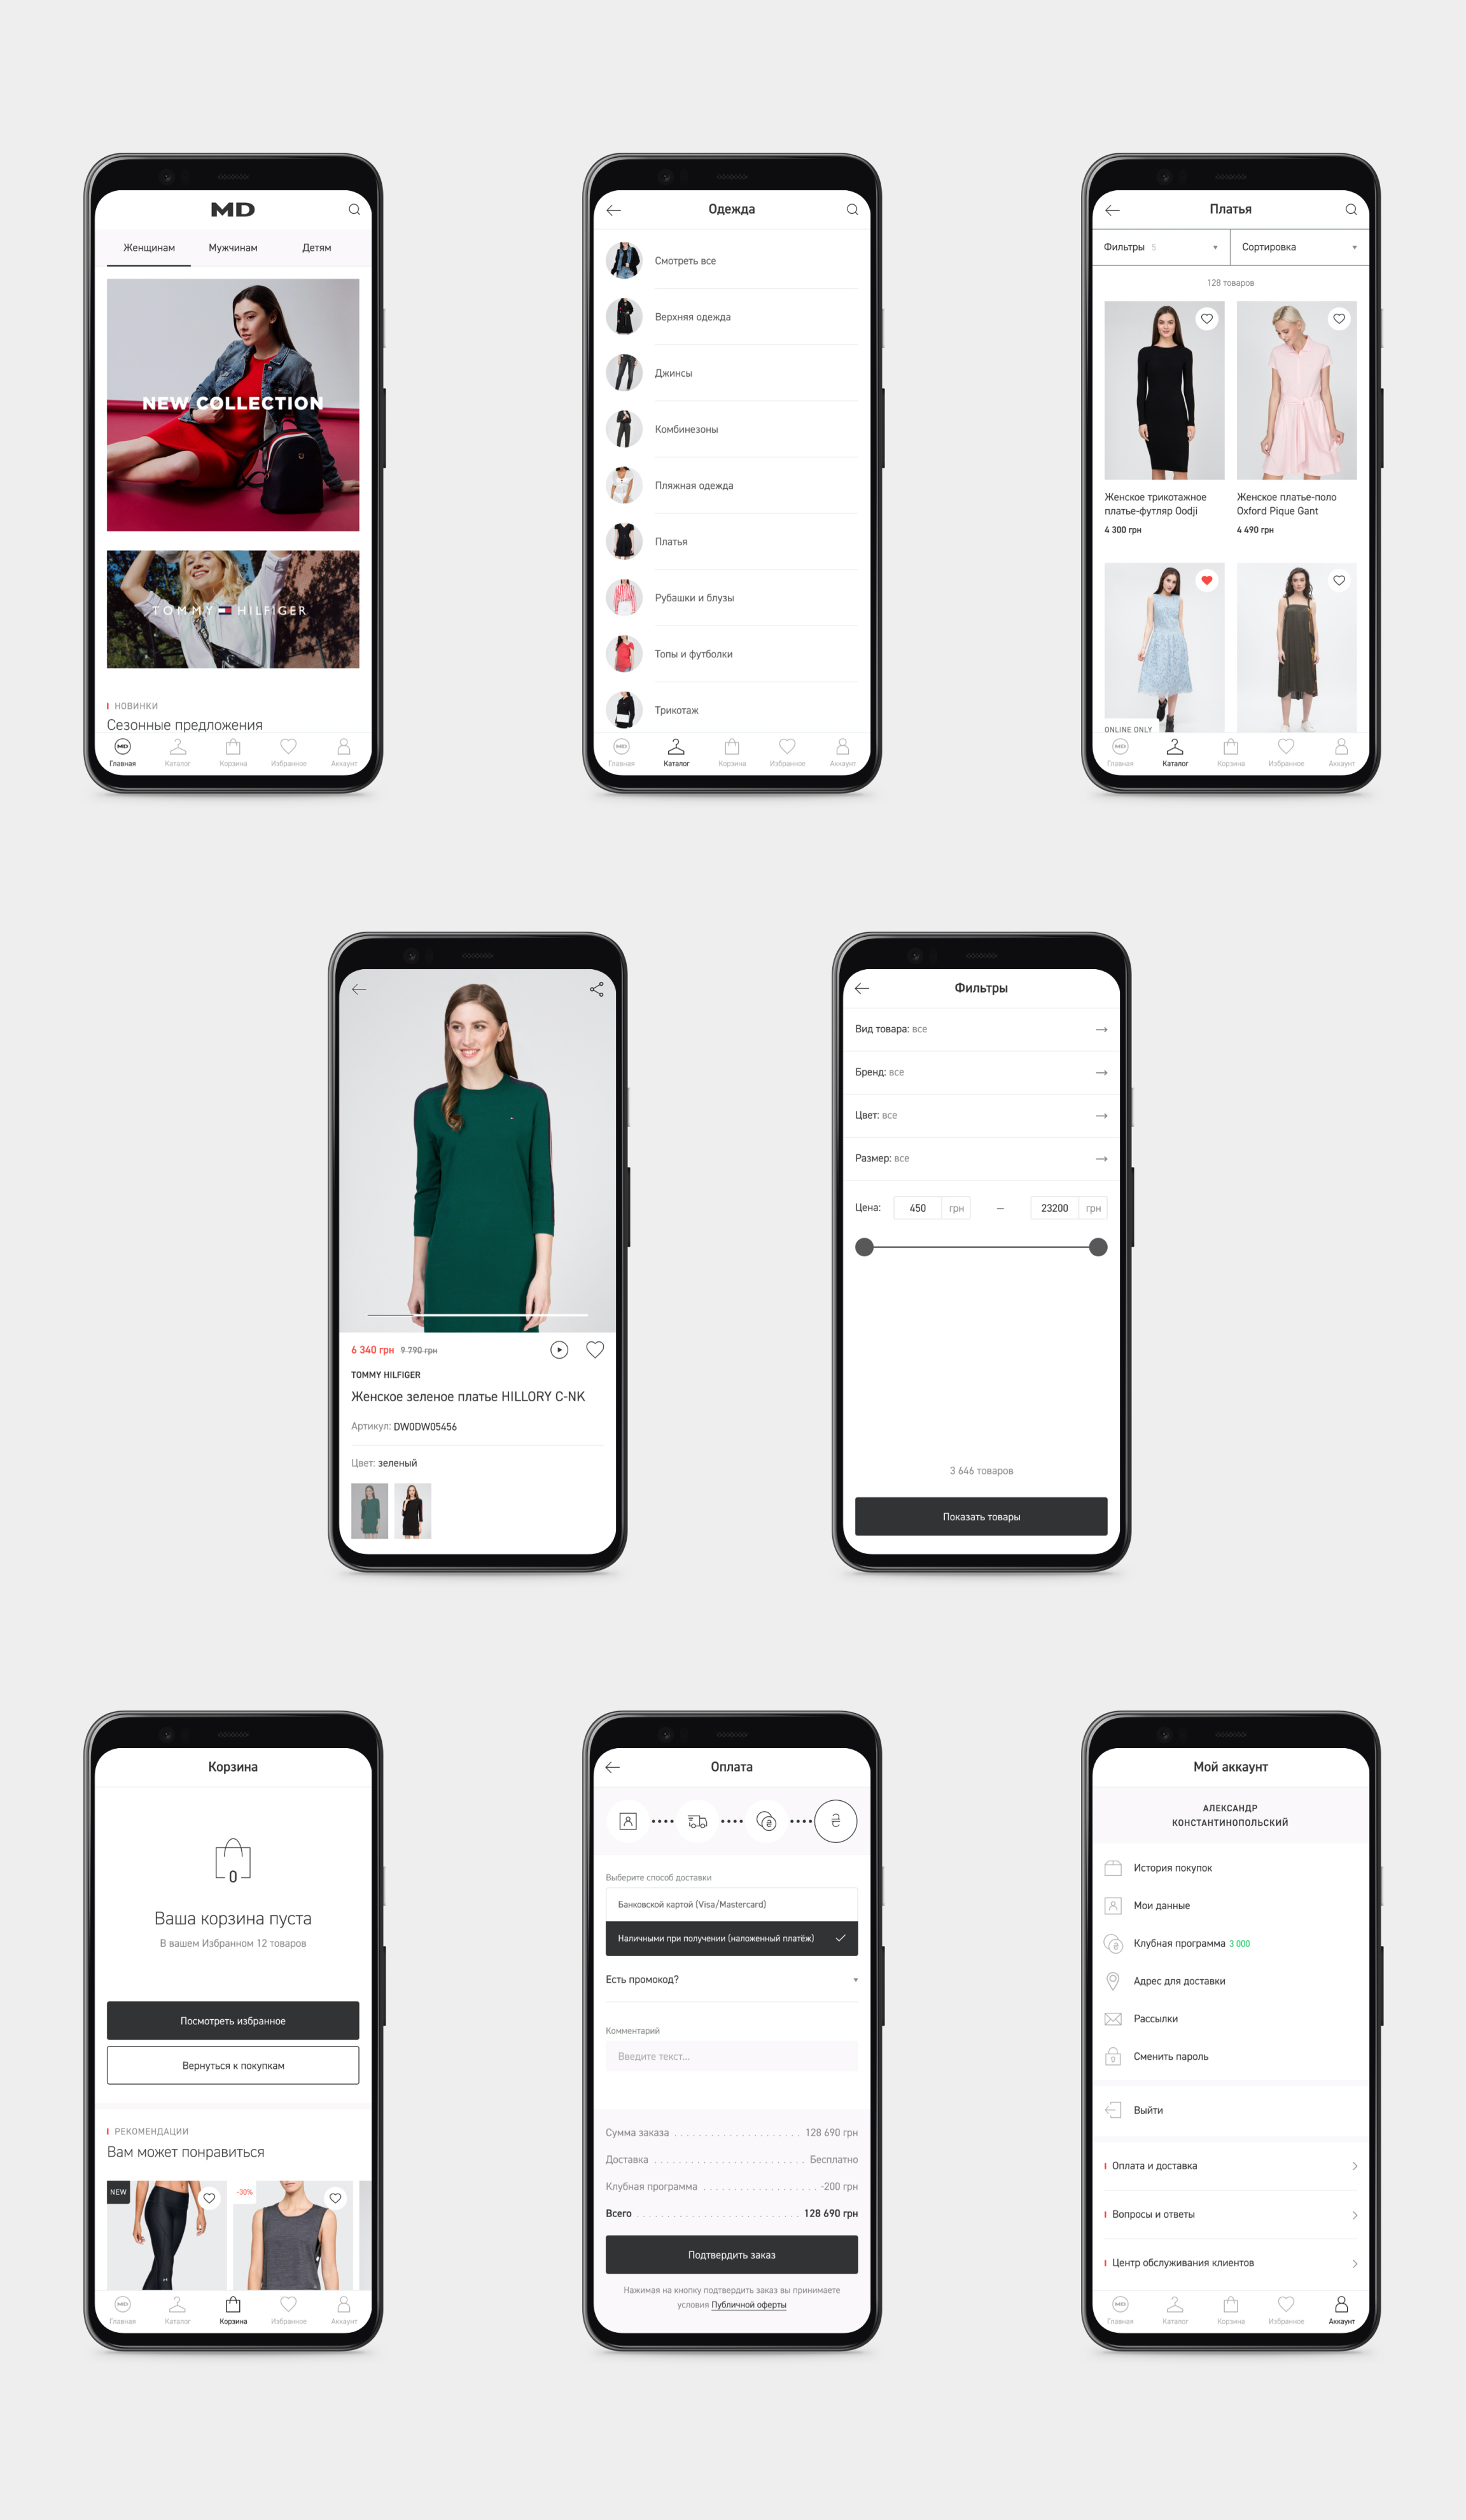 MD
Женщинам Мужчинам Детям
NEW COLLECTION
TOMMY HILFIGER
НОВИНКИ
Сезонные предложения
MD
Главная Каталог Корзина Избранное Аккаунт
Одежда
Смотреть все
Верхняя одежда
Джинсы
Комбинезоны
Пляжная одежда
Платья
Рубашки и блузы
Топы и футболки
Трикотаж
MD
Главная Каталог Корзина Избранное Аккаунт
Платья
Фильтры 5 Сортировка
128 товаров
Женское трикотажное
платье-футляр Oodji
4 300 грн
Женское платье-поло
Oxford Pique Gant
4 490 грн
ONLINE ONLY
MD
Главная Каталог Корзина Избранное Аккаунт
6 340 грн 9 790 грн
TOMMY HILFIGER
Женское зеленое платье HILLORY C-NK
Артикул: DW0DW05456
Цвет: зеленый
Фильтры
Вид товара: все
Бренд: все
Цвет: все
Размер: все
Цена: 450 грн — 23200 грн
3 646 товаров
Показать товары
Корзина
0
Ваша корзина пуста
В вашем Избранном 12 товаров
Посмотреть избранное
Вернуться к покупкам
РЕКОМЕНДАЦИИ
Вам может понравиться
NEW -30%
MD
Главная Каталог Корзина Избранное Аккаунт
Оплата
₴
Выберите способ доставки
Банковской картой (Visa/Mastercard)
Наличными при получении (наложенный платёж)
Есть промокод?
Комментарий
Введите текст...
Сумма заказа . . . . . . . . . . . . . . . . . . . . . 128 690 грн
Доставка . . . . . . . . . . . . . . . . . . . . . . . . . Бесплатно
Клубная программа . . . . . . . . . . . . . . . . . . . -200 грн
Всего . . . . . . . . . . . . . . . . . . . . . . . . . . . 128 690 грн
Подтвердить заказ
Нажимая на кнопку подтвердить заказ вы принимаете
условия Публичной оферты
Мой аккаунт
АЛЕКСАНДР
КОНСТАНТИНОПОЛЬСКИЙ
История покупок
Мои данные
Клубная программа 3 000
Адрес для доставки
Рассылки
Сменить пароль
Выйти
Оплата и доставка
Вопросы и ответы
Центр обслуживания клиентов
MD
Главная Каталог Корзина Избранное Аккаунт